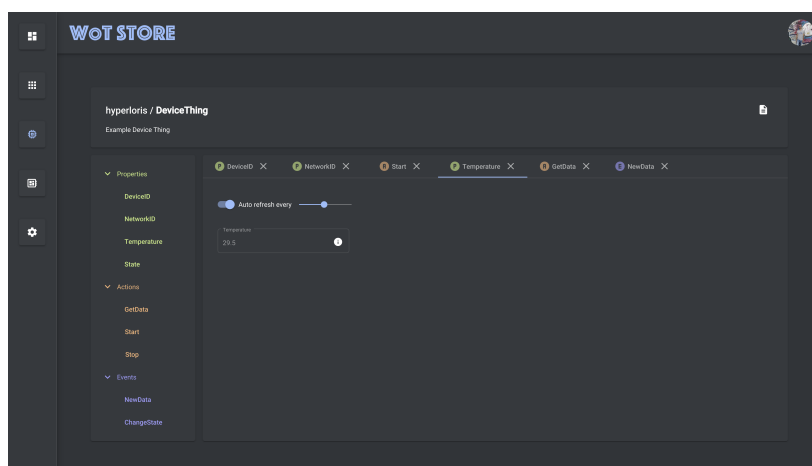 WoT STORE
hyperloris / DeviceThing
Example Device Thing
Properties
DeviceID
NetworkID
Temperature
State
Actions
GetData
Start
Stop
Events
NewData
ChangeState
P DeviceID
P NetworkID
A Start
P Temperature
A GetData
E NewData
Auto refresh every
Temperature
29.5